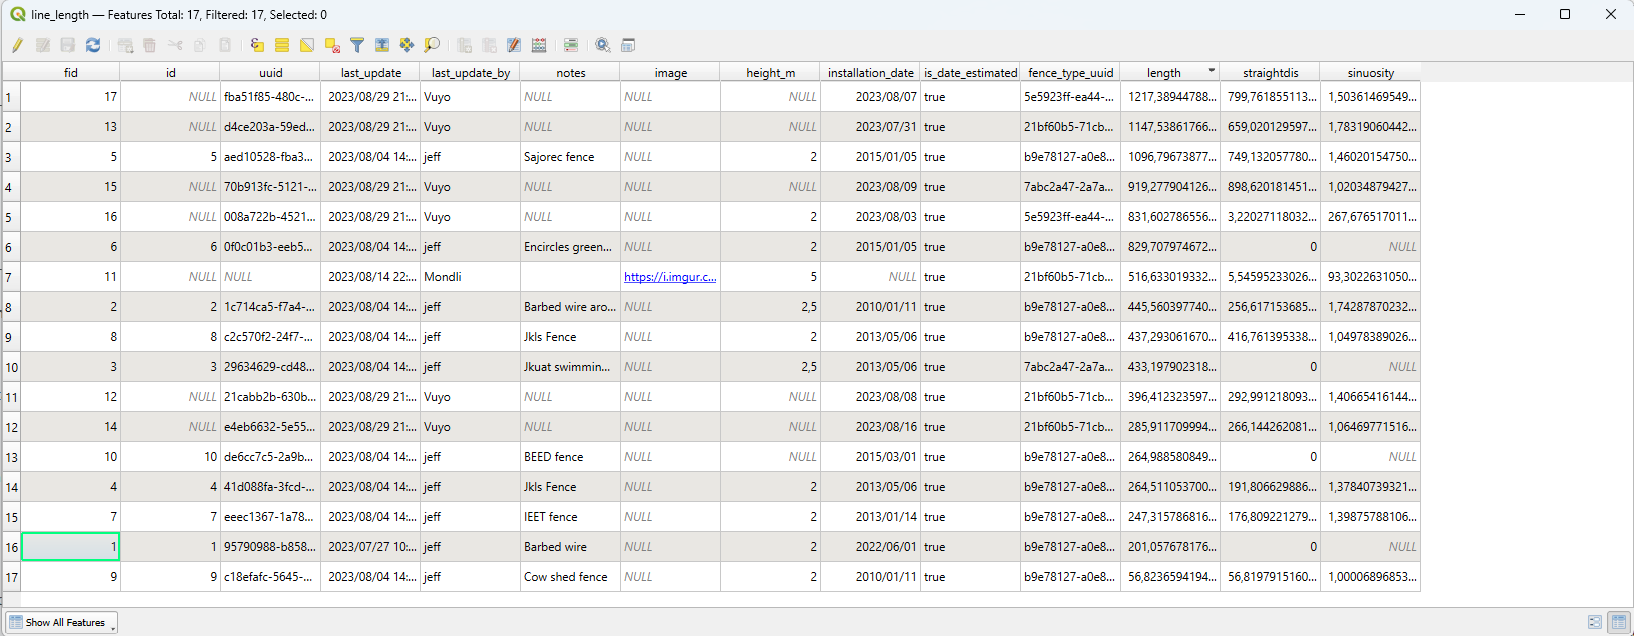 line_length — Features Total: 17, Filtered: 17, Selected: 0
fid id uuid last_update last_update_by notes image height_m installation_date is_date_estimated fence_type_uuid length straightdis sinuosity
1 17 NULL fba51f85-480c-... 2023/08/29 21:... Vuyo NULL NULL NULL 2023/08/07 true 5e5923ff-ea44-... 1217,38944788... 799,761855113... 1,50361469549...
2 13 NULL d4ce203a-59ed... 2023/08/29 21:... Vuyo NULL NULL NULL 2023/07/31 true 21bf60b5-71cb... 1147,53861766... 659,020129597... 1,78319060442...
3 5 5 aed10528-fba3... 2023/08/04 14:... jeff Sajorec fence NULL 2 2015/01/05 true b9e78127-a0e8... 1096,79673877... 749,132057780... 1,46020154750...
4 15 NULL 70b913fc-5121-... 2023/08/29 21:... Vuyo NULL NULL NULL 2023/08/09 true 7abc2a47-2a7a... 919,277904126... 898,620181451... 1,02034879427...
5 16 NULL 008a722b-4521... 2023/08/29 21:... Vuyo NULL NULL 2 2023/08/03 true 5e5923ff-ea44-... 831,602786556... 3,22027118032... 267,676517011...
6 6 6 0f0c01b3-eeb5... 2023/08/04 14:... jeff Encircles green... NULL 2 2015/01/05 true b9e78127-a0e8... 829,707974672... 0 NULL
7 11 NULL NULL 2023/08/14 22:... Mondli https://i.imgur.c... 5 NULL true 21bf60b5-71cb... 516,633019332... 5,54595233026... 93,3022631050...
8 2 2 1c714ca5-f7a4-... 2023/08/04 14:... jeff Barbed wire aro... NULL 2,5 2010/01/11 true b9e78127-a0e8... 445,560397740... 256,617153685... 1,74287870232...
9 8 8 c2c570f2-24f7-... 2023/08/04 14:... jeff Jkls Fence NULL 2 2013/05/06 true b9e78127-a0e8... 437,293061670... 416,761395338... 1,04978389026...
10 3 3 29634629-cd48... 2023/08/04 14:... jeff Jkuat swimmin... NULL 2,5 2013/05/06 true 7abc2a47-2a7a... 433,197902318... 0 NULL
11 12 NULL 21cabb2b-630b... 2023/08/29 21:... Vuyo NULL NULL NULL 2023/08/08 true 21bf60b5-71cb... 396,412323597... 292,991218093... 1,40665416144...
12 14 NULL e4eb6632-5e55... 2023/08/29 21:... Vuyo NULL NULL NULL 2023/08/16 true 21bf60b5-71cb... 285,911709994... 266,144262081... 1,06469771516...
13 10 10 de6cc7c5-2a9b... 2023/08/04 14:... jeff BEED fence NULL NULL 2015/03/01 true b9e78127-a0e8... 264,988580849... 0 NULL
14 4 4 41d088fa-3fcd-... 2023/08/04 14:... jeff Jkls Fence NULL 2 2013/05/06 true b9e78127-a0e8... 264,511053700... 191,806629886... 1,37840739321...
15 7 7 eeec1367-1a78... 2023/08/04 14:... jeff IEET fence NULL 2 2013/01/14 true b9e78127-a0e8... 247,315786816... 176,809221279... 1,39875788106...
16 1 1 95790988-b858... 2023/07/27 10:... jeff Barbed wire NULL 2 2022/06/01 true b9e78127-a0e8... 201,057678176... 0 NULL
17 9 9 c18efafc-5645-... 2023/08/04 14:... jeff Cow shed fence NULL 2 2010/01/11 true b9e78127-a0e8... 56,8236594194... 56,8197915160... 1,00006896853...
Show All Features